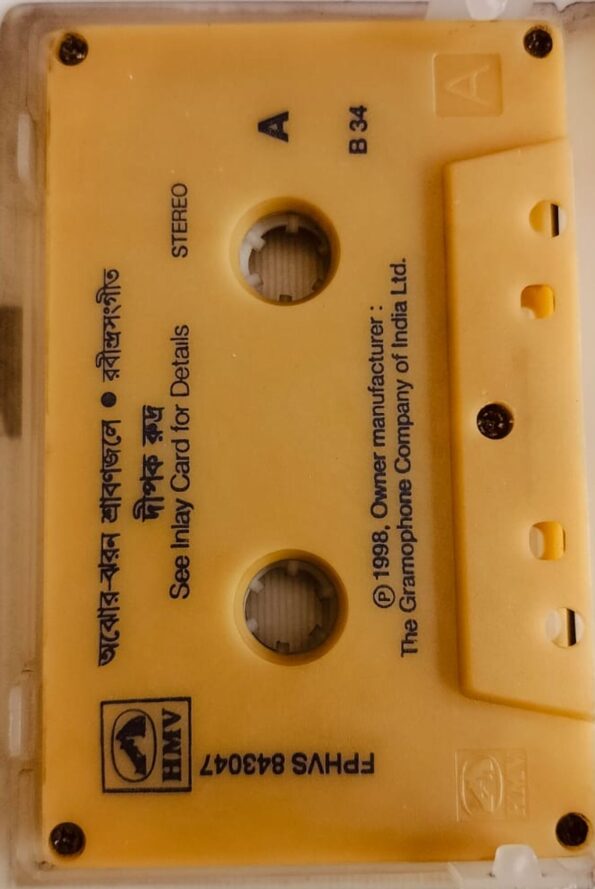 অঝোর-ঝরন শ্রাবণজলে ● রবীন্দ্রসংগীত
দীপক রুদ্র
See Inlay Card for Details STEREO
A
B 34
Ⓟ 1998, Owner manufacturer :
The Gramophone Company of India Ltd.
HMV
FPHVS 843047
A
HMV